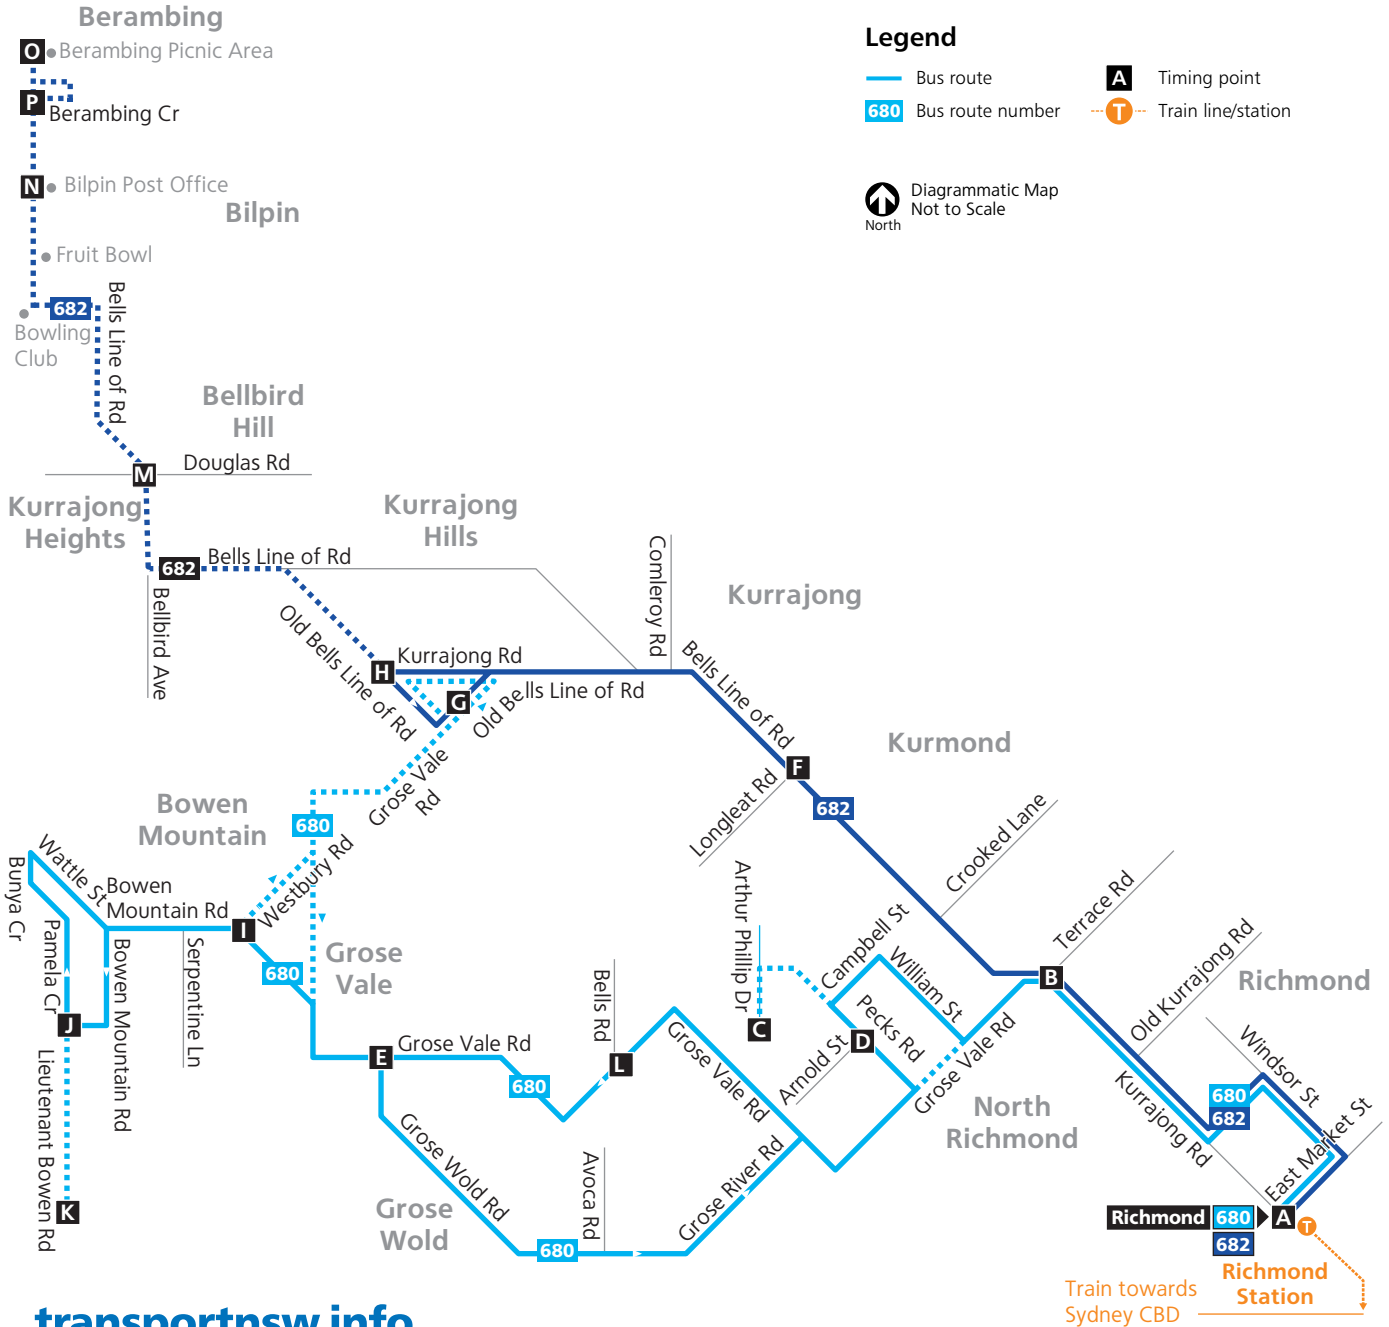 Berambing
O
Berambing Picnic Area
P
Berambing Cr
N
Bilpin Post Office
Bilpin
Fruit Bowl
682
Bowling
Club
Bells Line of Rd
Legend
Bus route
A
Timing point
680
Bus route number
T
Train line/station
Diagrammatic Map
Not to Scale
North
Bellbird
Hill
M
Douglas Rd
Kurrajong
Heights
Kurrajong
Hills
682
Bells Line of Rd
Bellbird Ave
Comleroy Rd
Kurrajong
Old Bells Line of Rd
H
Kurrajong Rd
G
Old Bells Line of Rd
Bells Line of Rd
Kurmond
F
Longleat Rd
682
Grose Vale
Rd
Bowen
Mountain
680
Westbury Rd
Wattle St
Bunya Cr
Bowen
Mountain Rd
I
Pamela Cr
Bowen Mountain Rd
Serpentine Ln
680
Grose
Vale
J
Lieutenant Bowen Rd
K
E
Grose Vale Rd
680
Bells Rd
L
Grose Vale Rd
Arthur Phillip Dr
C
Campbell St
William St
Pecks Rd
D
Arnold St
Grose Vale Rd
Crooked Lane
Terrace Rd
B
Old Kurrajong Rd
Richmond
North
Richmond
Kurrajong Rd
680
682
Windsor St
East Market St
Grose Wold Rd
Grose
Wold
680
Avoca Rd
Grose River Rd
Richmond
680
682
A
T
Richmond
Station
Train towards
Sydney CBD
transportnsw.info